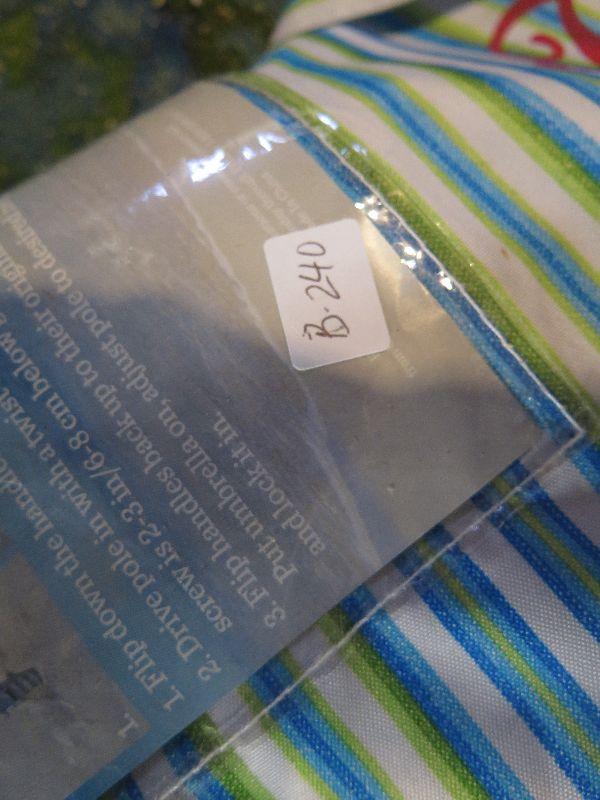 B-240
1.
1. Flip down the handle
2. Drive pole in with a twist
screw is 2-3 in/6-8 cm below
3. Flip handles back up to their origin
Put umbrella on, adjust pole to desired
and lock it in.